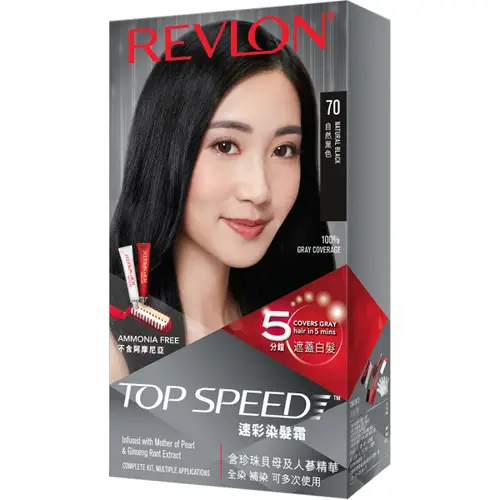 REVLON®
70
NATURAL BLACK
自然黑色
100%
GRAY COVERAGE
AMMONIA FREE
不含阿摩尼亞
5
分鐘
COVERS GRAY
hair in 5 mins
遮蓋白髮
TOP SPEED™
速彩染髮霜
Infused with Mother of Pearl
& Ginseng Root Extract
COMPLETE KIT, MULTIPLE APPLICATIONS
含珍珠貝母及人蔘精華
全染 補染 可多次使用